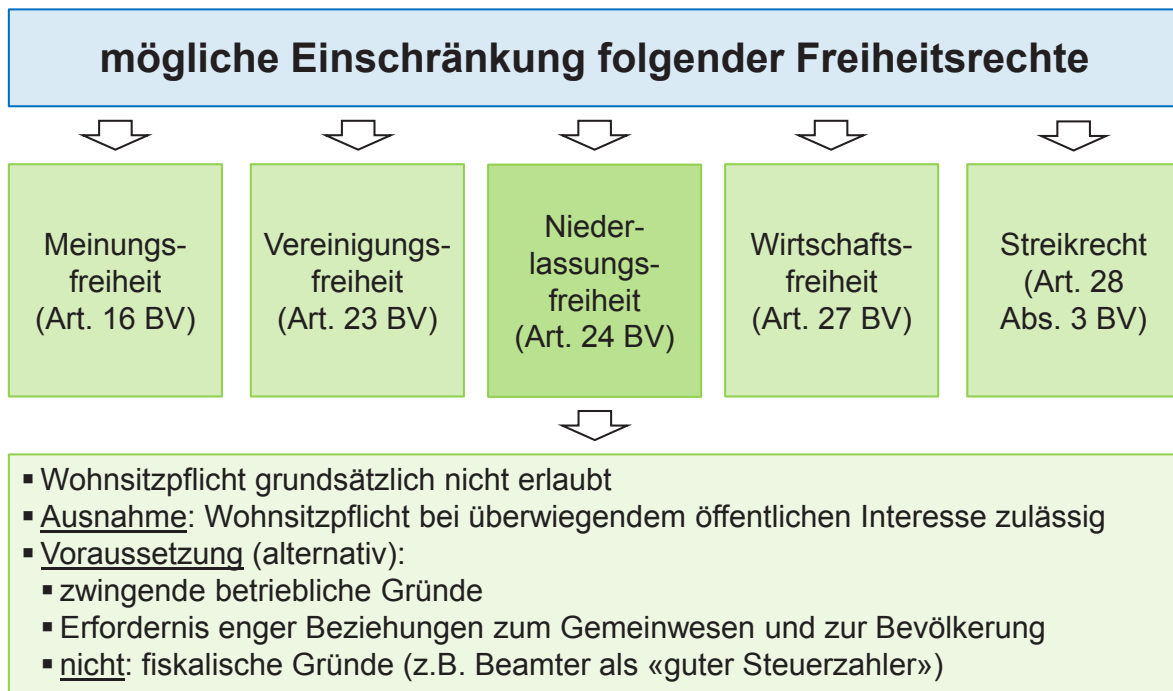 mögliche Einschränkung folgender Freiheitsrechte
Meinungs-
freiheit
(Art. 16 BV)
Vereinigungs-
freiheit
(Art. 23 BV)
Nieder-
lassungs-
freiheit
(Art. 24 BV)
Wirtschafts-
freiheit
(Art. 27 BV)
Streikrecht
(Art. 28
Abs. 3 BV)
▪ Wohnsitzpflicht grundsätzlich nicht erlaubt
▪ Ausnahme: Wohnsitzpflicht bei überwiegendem öffentlichen Interesse zulässig
▪ Voraussetzung (alternativ):
▪ zwingende betriebliche Gründe
▪ Erfordernis enger Beziehungen zum Gemeinwesen und zur Bevölkerung
▪ nicht: fiskalische Gründe (z.B. Beamter als «guter Steuerzahler»)